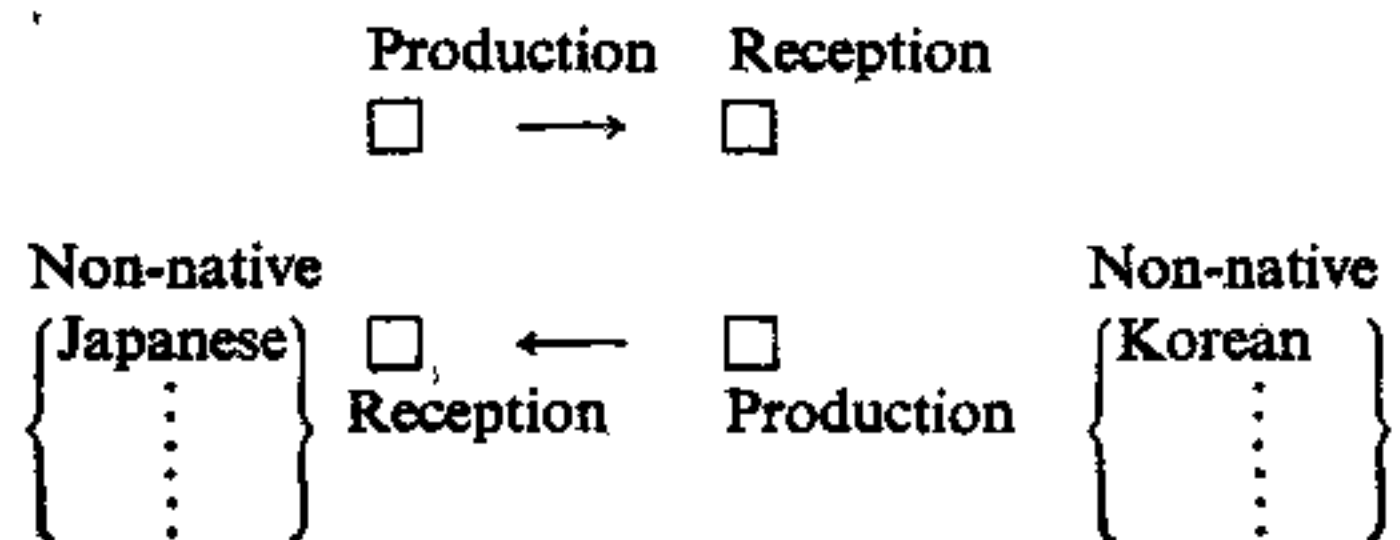 Production Reception
Non-native Non-native
Japanese Korean
Reception Production